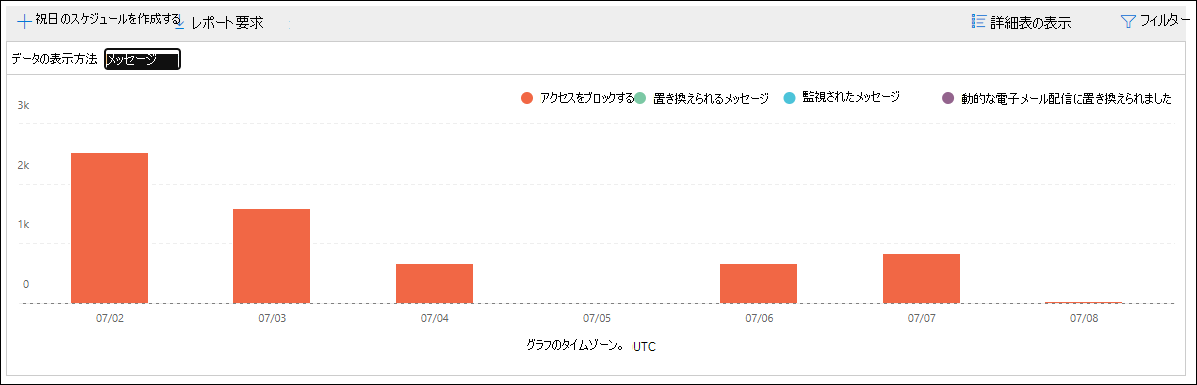 祝日のスケジュールを作成する レポート要求 詳細表の表示 フィルター
データの表示方法 メッセージ
アクセスをブロックする 置き換えられるメッセージ 監視されたメッセージ 動的な電子メール配信に置き換えられました
3k
2k
1k
0
07/02 07/03 07/04 07/05 07/06 07/07 07/08
グラフのタイムゾーン。 UTC